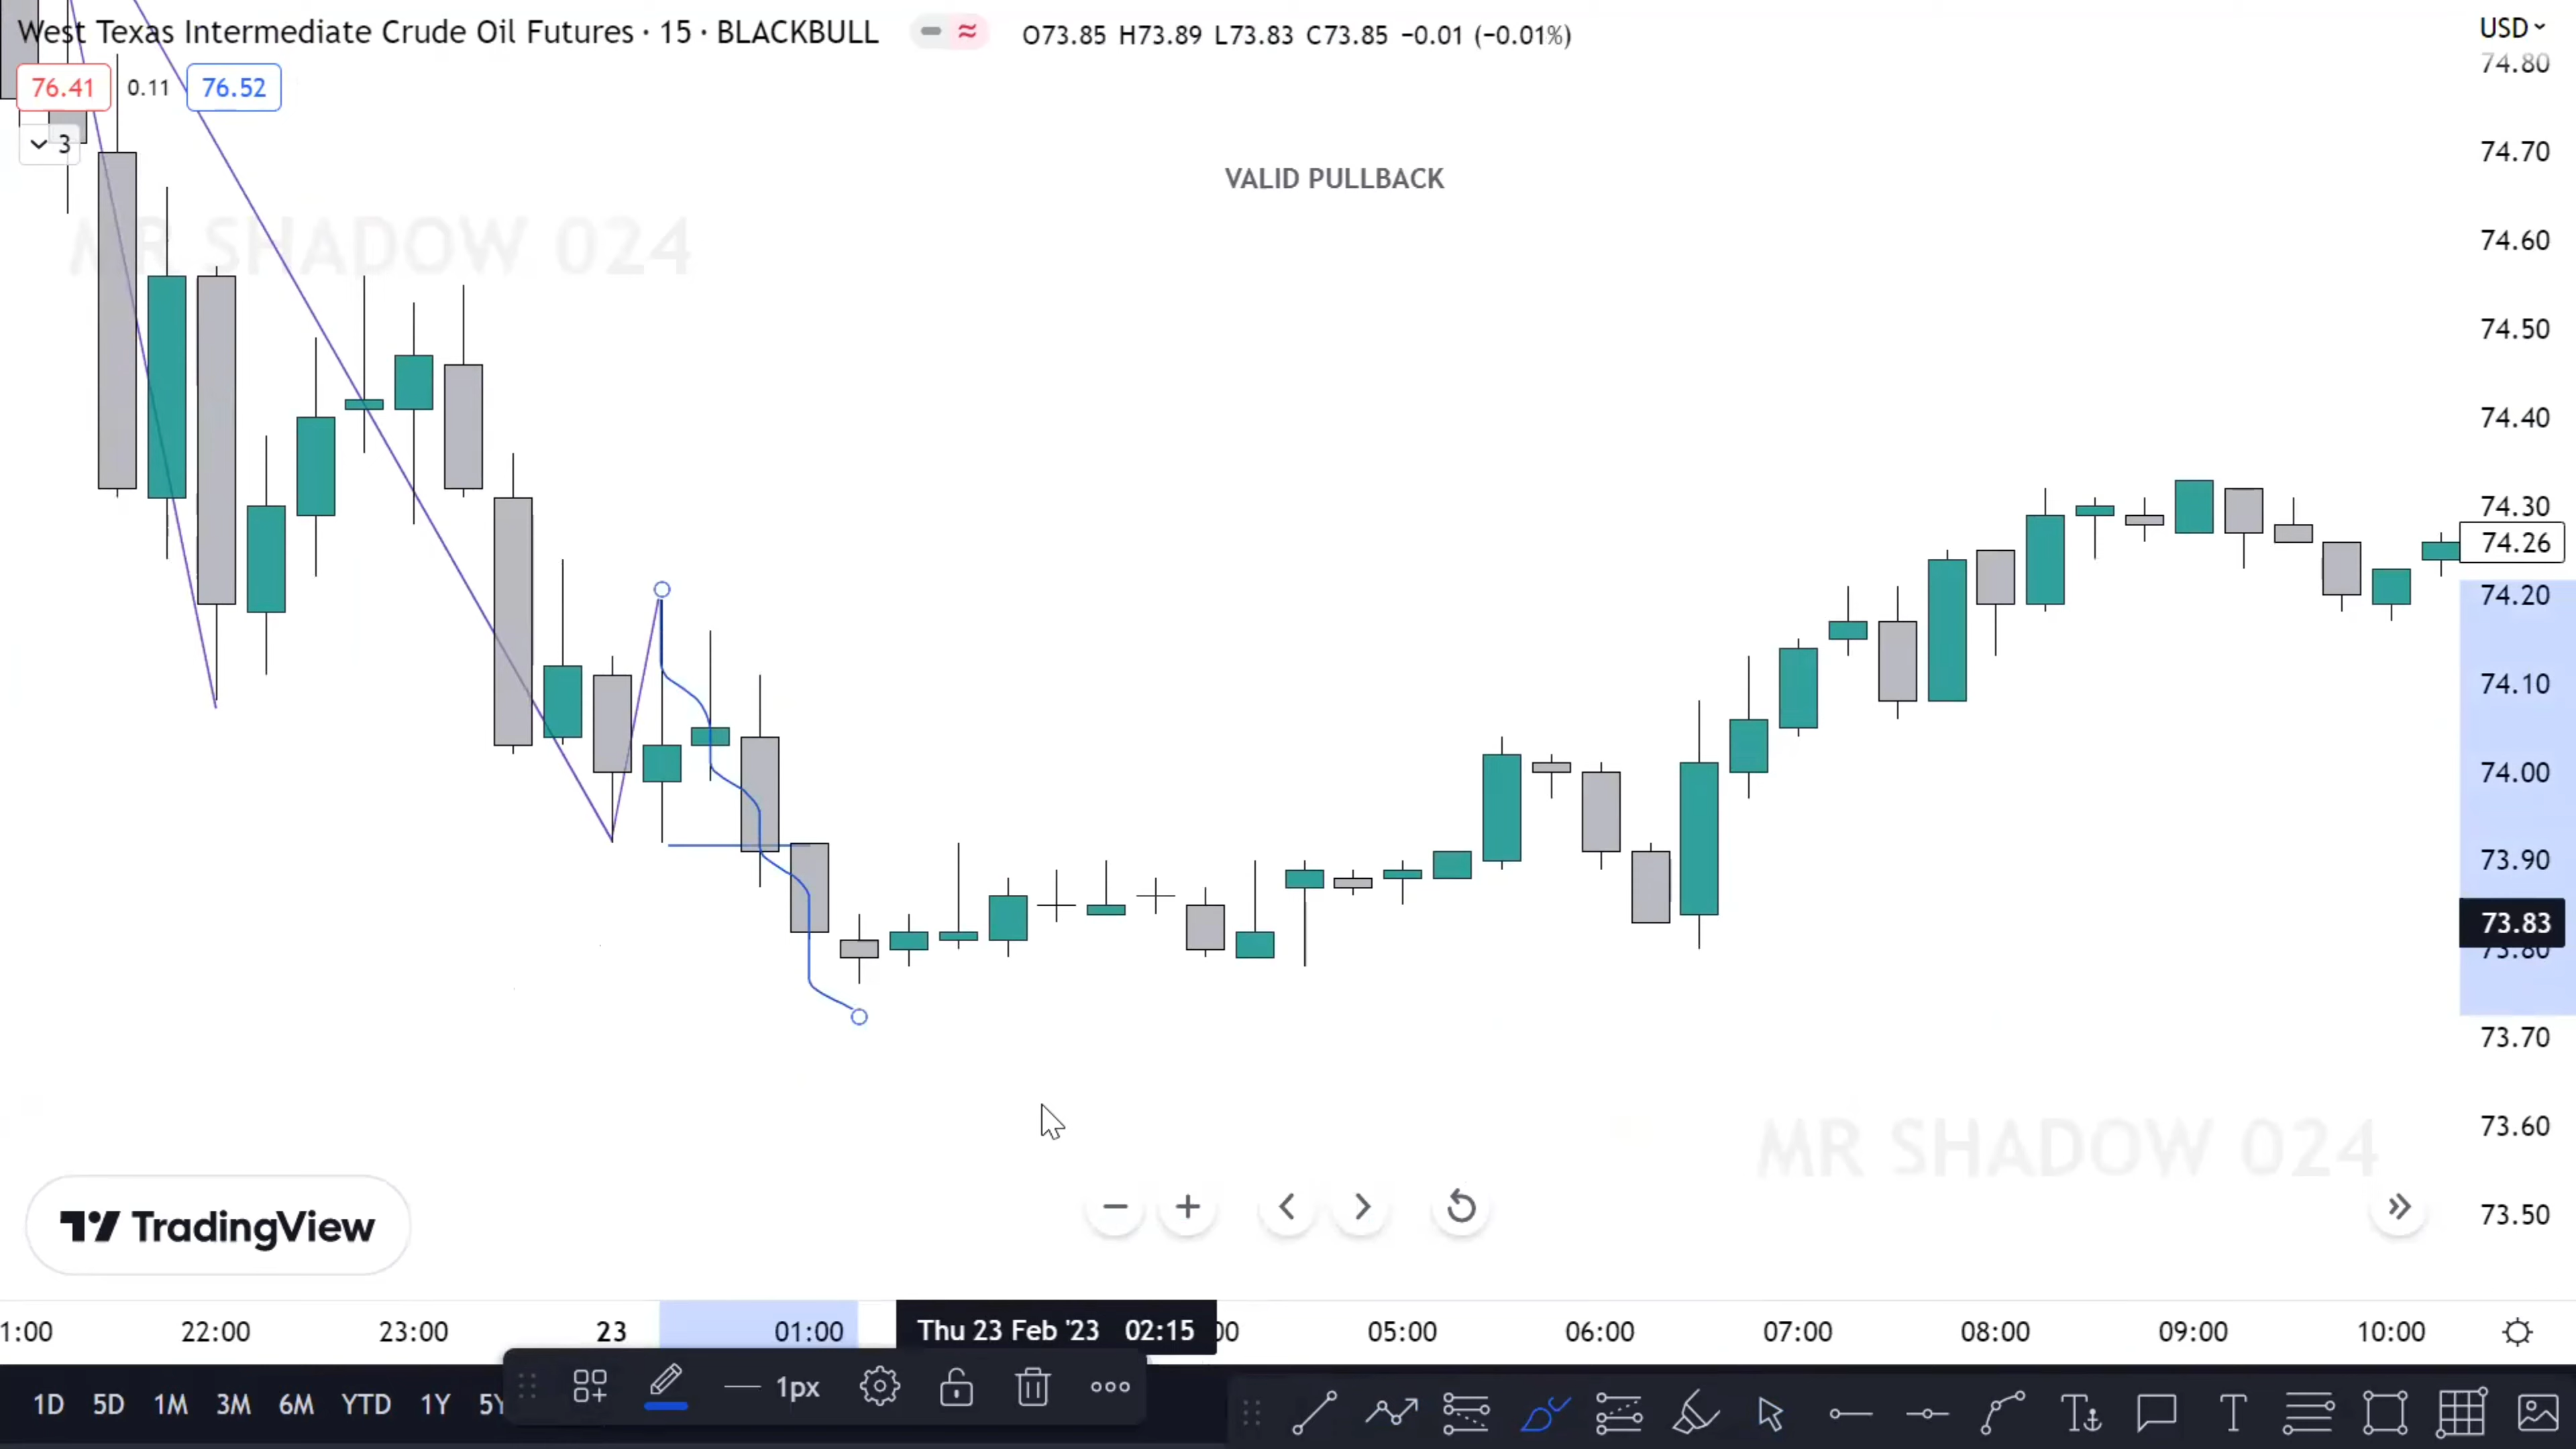 West Texas Intermediate Crude Oil Futures · 15 · BLACKBULL O73.85 H73.89 L73.83 C73.85 −0.01 (−0.01%)
USD
74.80
76.41 0.11 76.52
3
74.70
VALID PULLBACK
MR SHADOW 024
74.60
74.50
74.40
74.30
74.26
74.20
74.10
74.00
73.90
73.83
73.80
73.70
73.60
MR SHADOW 024
73.50
TradingView
1:00 22:00 23:00 23 01:00 Thu 23 Feb '23 02:15 00 05:00 06:00 07:00 08:00 09:00 10:00
1px
1D 5D 1M 3M 6M YTD 1Y 5Y